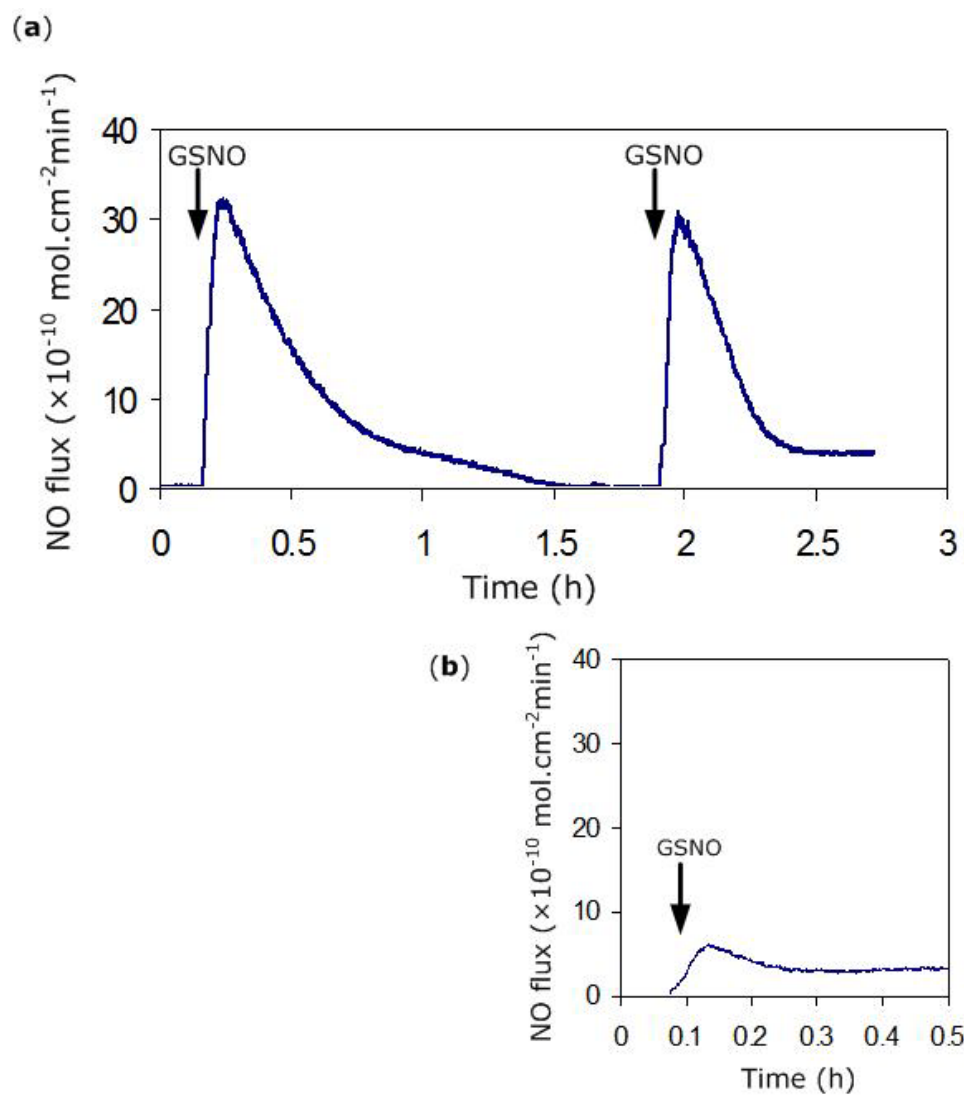 (a)
NO flux (×10⁻¹⁰ mol.cm⁻²min⁻¹)
40
30
20
10
0
GSNO
GSNO
0 0.5 1 1.5 2 2.5 3
Time (h)
(b)
NO flux (×10⁻¹⁰ mol.cm⁻²min⁻¹)
40
30
20
10
0
GSNO
0 0.1 0.2 0.3 0.4 0.5
Time (h)